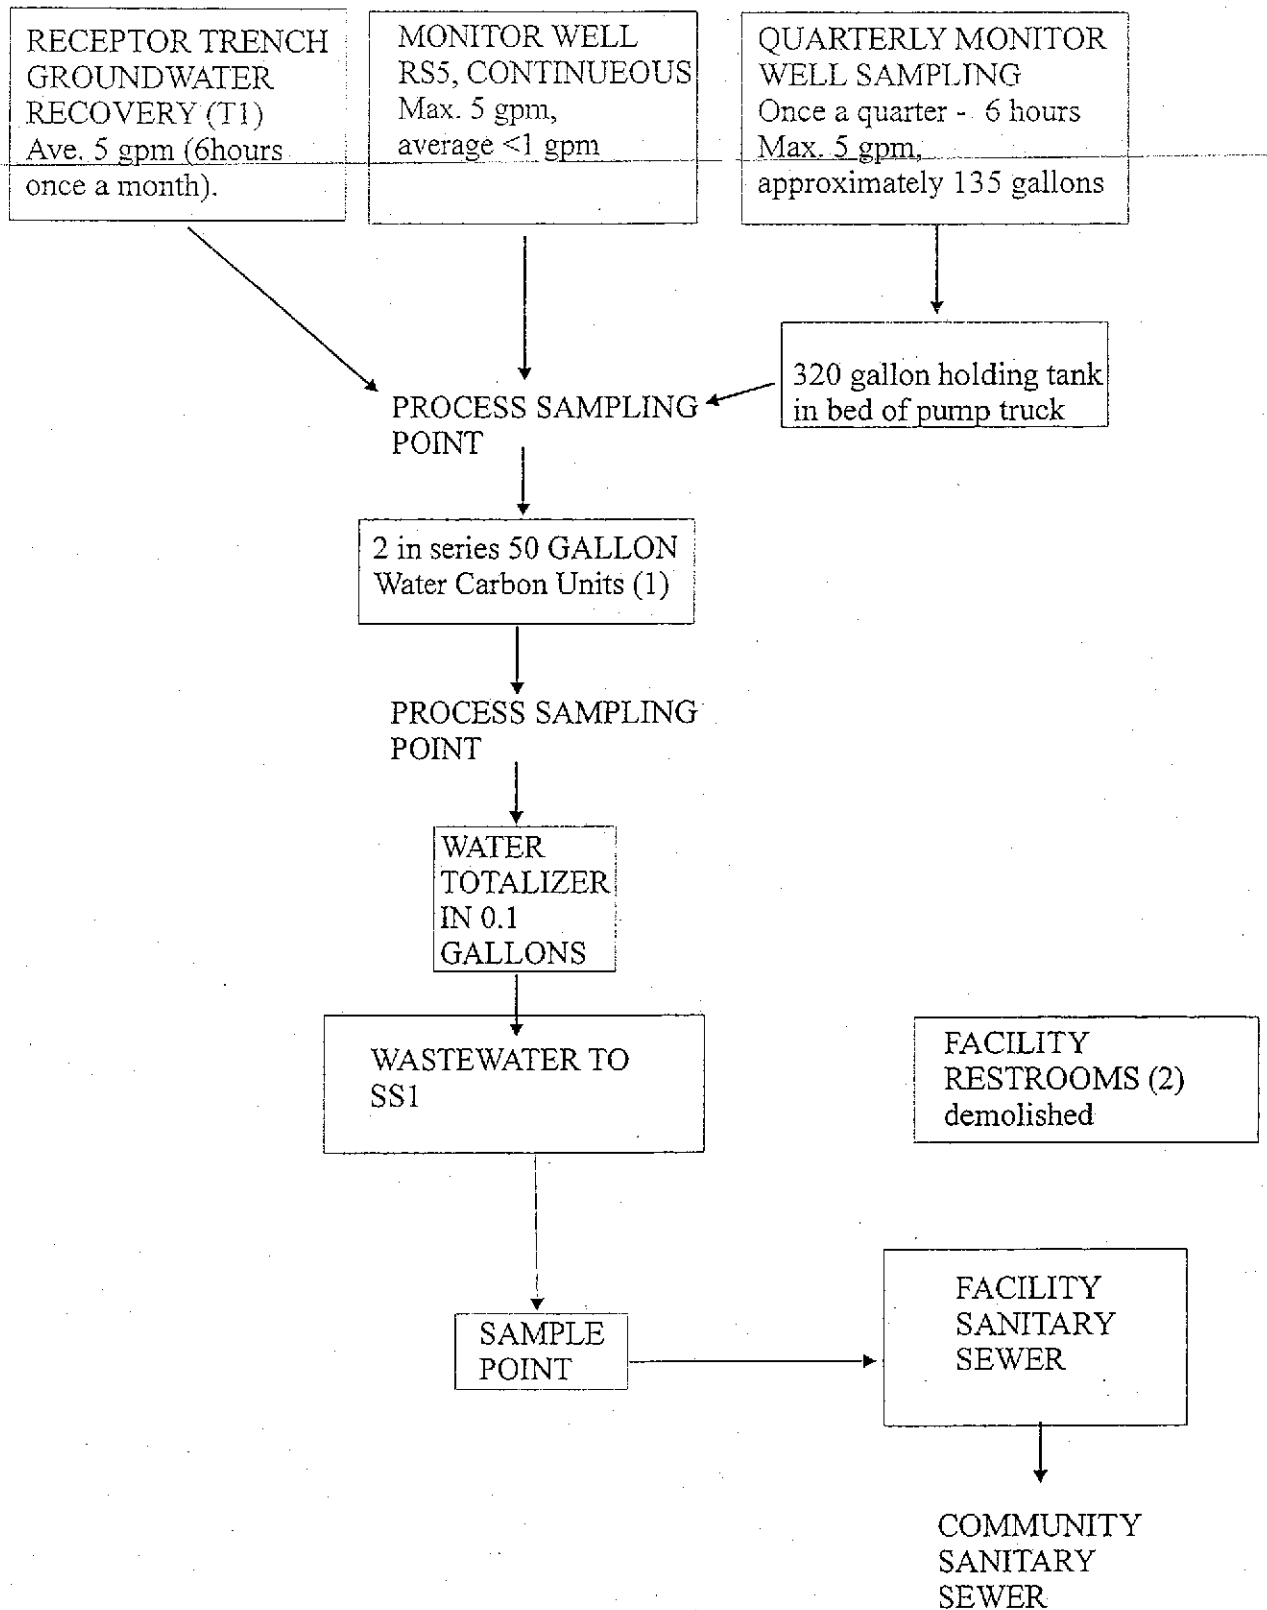 RECEPTOR TRENCH
GROUNDWATER
RECOVERY (T1)
Ave. 5 gpm (6hours
once a month).
MONITOR WELL
RS5, CONTINUEOUS
Max. 5 gpm,
average <1 gpm
QUARTERLY MONITOR
WELL SAMPLING
Once a quarter - 6 hours
Max. 5 gpm,
approximately 135 gallons
320 gallon holding tank
in bed of pump truck
PROCESS SAMPLING
POINT
2 in series 50 GALLON
Water Carbon Units (1)
PROCESS SAMPLING
POINT
WATER
TOTALIZER
IN 0.1
GALLONS
WASTEWATER TO
SS1
FACILITY
RESTROOMS (2)
demolished
SAMPLE
POINT
FACILITY
SANITARY
SEWER
COMMUNITY
SANITARY
SEWER